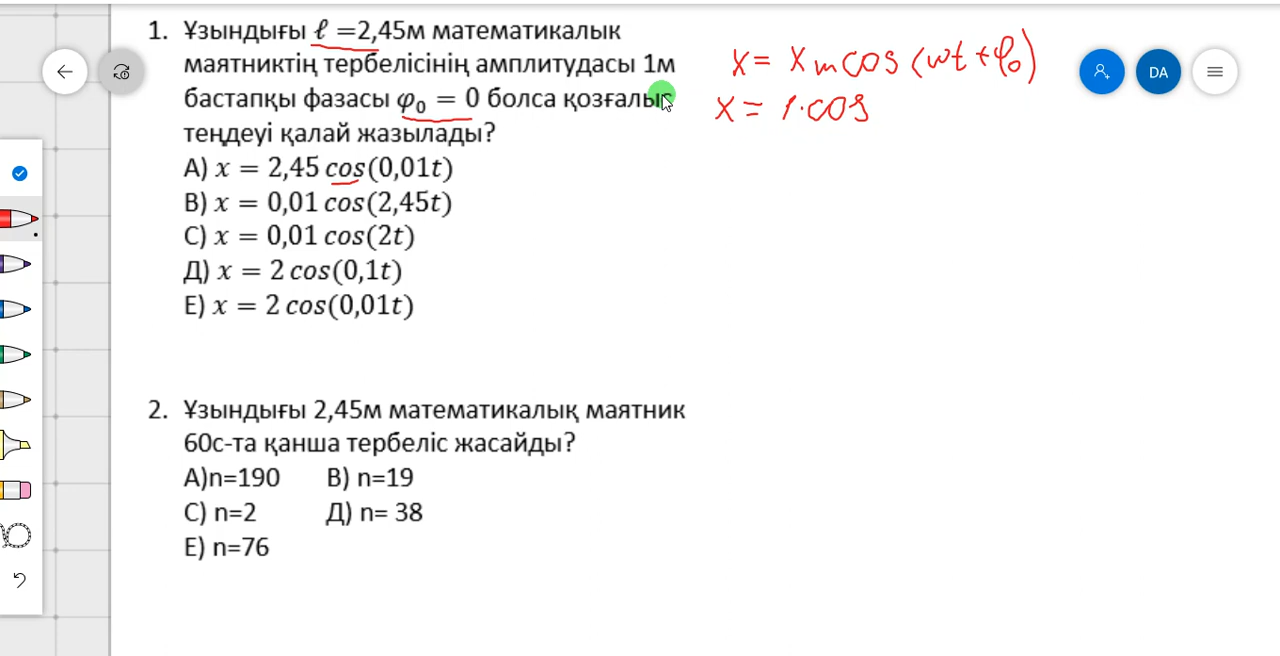 1. Ұзындығы ℓ =2,45м математикалық
маятниктің тербелісінің амплитудасы 1м
бастапқы фазасы φ₀ = 0 болса қозғалыс
теңдеуі қалай жазылады?
А) x = 2,45 cos(0,01t)
В) x = 0,01 cos(2,45t)
С) x = 0,01 cos(2t)
Д) x = 2 cos(0,1t)
Е) x = 2 cos(0,01t)
x = xₘ cos (ωt + φ₀)
x = 1·cos
DA
2. Ұзындығы 2,45м математикалық маятник
60с-та қанша тербеліс жасайды?
А)n=190 В) n=19
С) n=2 Д) n= 38
Е) n=76